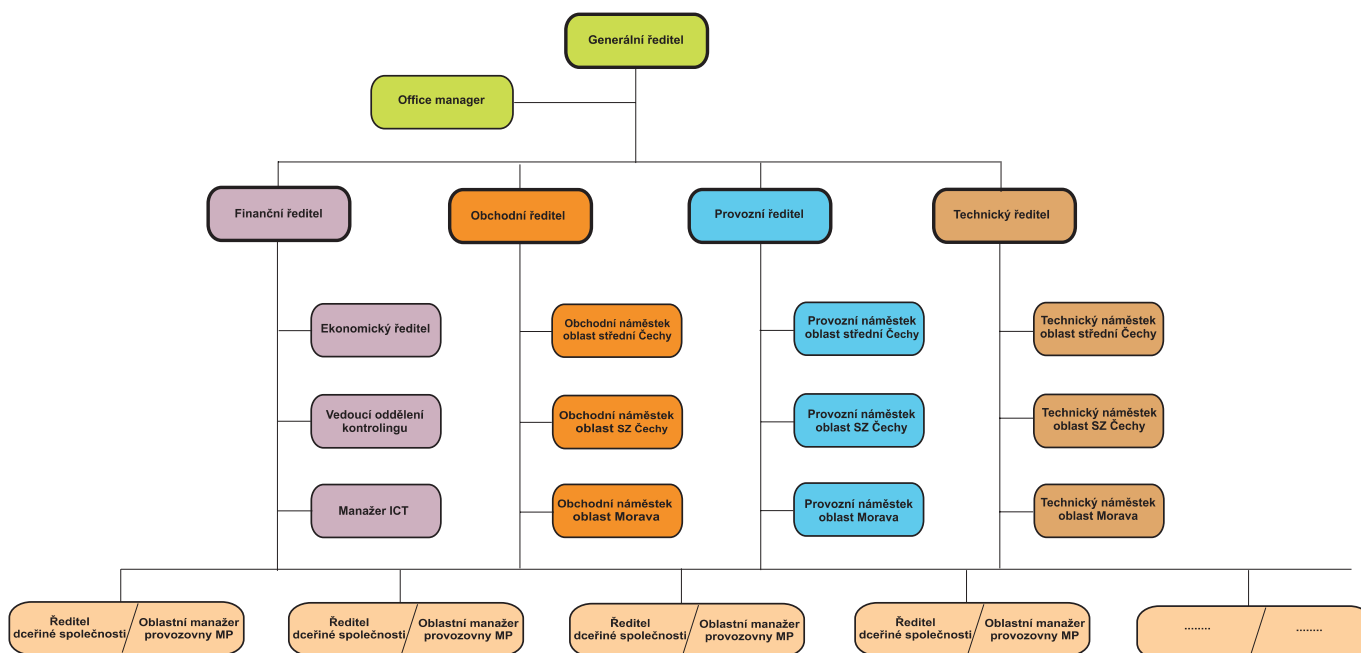 Generální ředitel
Office manager
Finanční ředitel
Obchodní ředitel
Provozní ředitel
Technický ředitel
Ekonomický ředitel
Obchodní náměstek
oblast střední Čechy
Provozní náměstek
oblast střední Čechy
Technický náměstek
oblast střední Čechy
Vedoucí oddělení
kontrolingu
Obchodní náměstek
oblast SZ Čechy
Provozní náměstek
oblast SZ Čechy
Technický náměstek
oblast SZ Čechy
Manažer ICT
Obchodní náměstek
oblast Morava
Provozní náměstek
oblast Morava
Technický náměstek
oblast Morava
Ředitel
dceřiné společnosti
Oblastní manažer
provozovny MP
Ředitel
dceřiné společnosti
Oblastní manažer
provozovny MP
Ředitel
dceřiné společnosti
Oblastní manažer
provozovny MP
Ředitel
dceřiné společnosti
Oblastní manažer
provozovny MP
........
........